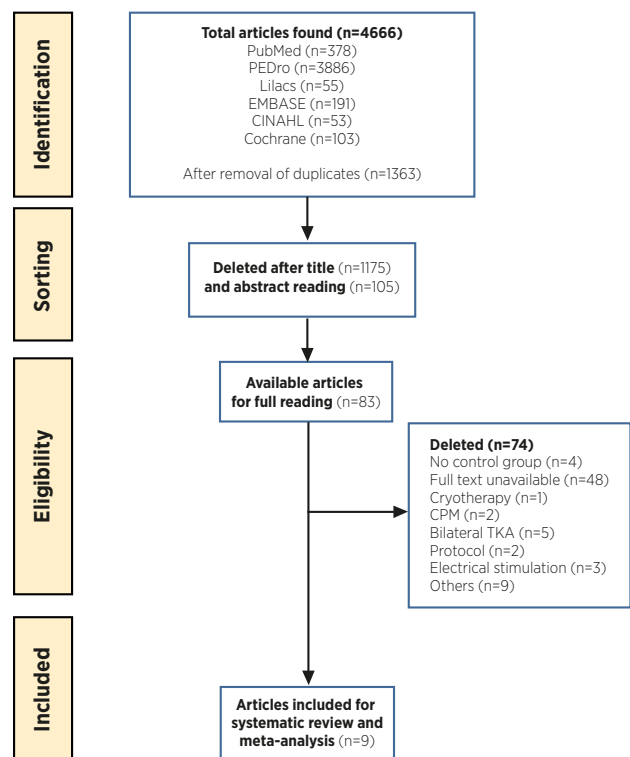 Identification
Total articles found (n=4666)
PubMed (n=378)
PEDro (n=3886)
Lilacs (n=55)
EMBASE (n=191)
CINAHL (n=53)
Cochrane (n=103)
After removal of duplicates (n=1363)
Sorting
Deleted after title (n=1175)
and abstract reading (n=105)
Eligibility
Available articles
for full reading (n=83)
Deleted (n=74)
No control group (n=4)
Full text unavailable (n=48)
Cryotherapy (n=1)
CPM (n=2)
Bilateral TKA (n=5)
Protocol (n=2)
Electrical stimulation (n=3)
Others (n=9)
Included
Articles included for
systematic review and
meta-analysis (n=9)